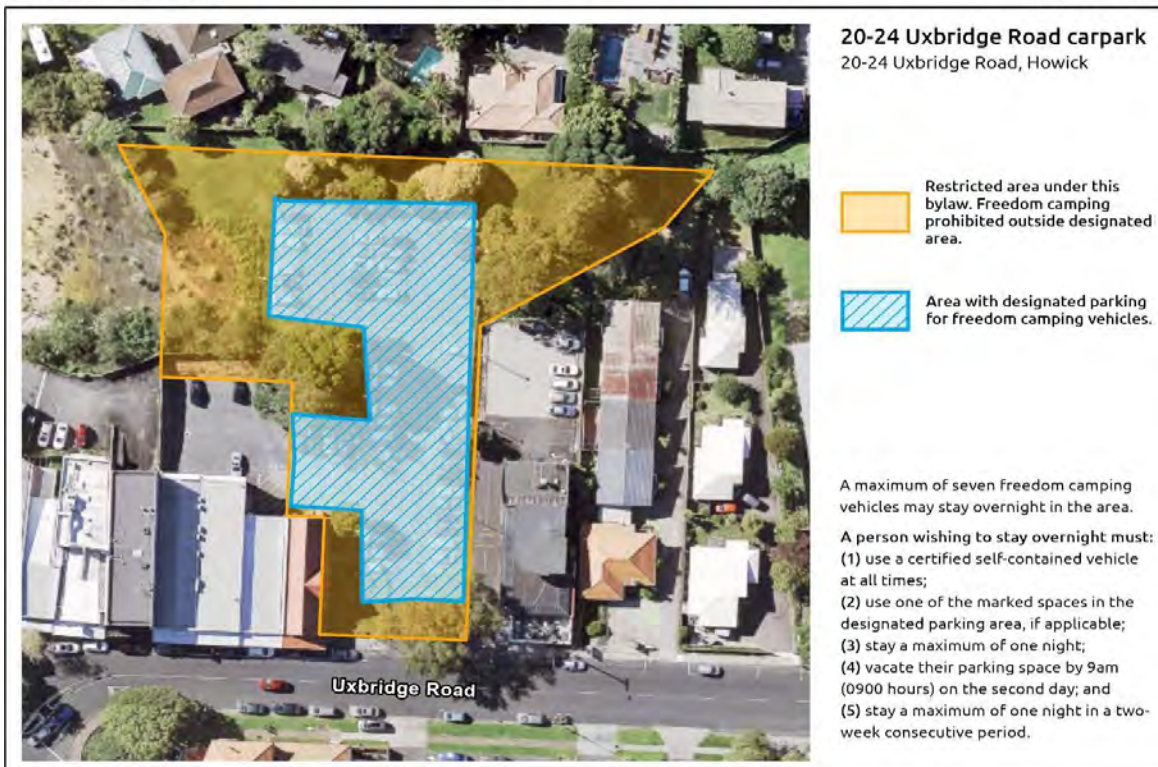 20-24 Uxbridge Road carpark
20-24 Uxbridge Road, Howick
Restricted area under this
bylaw. Freedom camping
prohibited outside designated
area.
Area with designated parking
for freedom camping vehicles.
A maximum of seven freedom camping
vehicles may stay overnight in the area.
A person wishing to stay overnight must:
(1) use a certified self-contained vehicle
at all times;
(2) use one of the marked spaces in the
designated parking area, if applicable;
(3) stay a maximum of one night;
(4) vacate their parking space by 9am
(0900 hours) on the second day; and
(5) stay a maximum of one night in a two-
week consecutive period.
Uxbridge Road